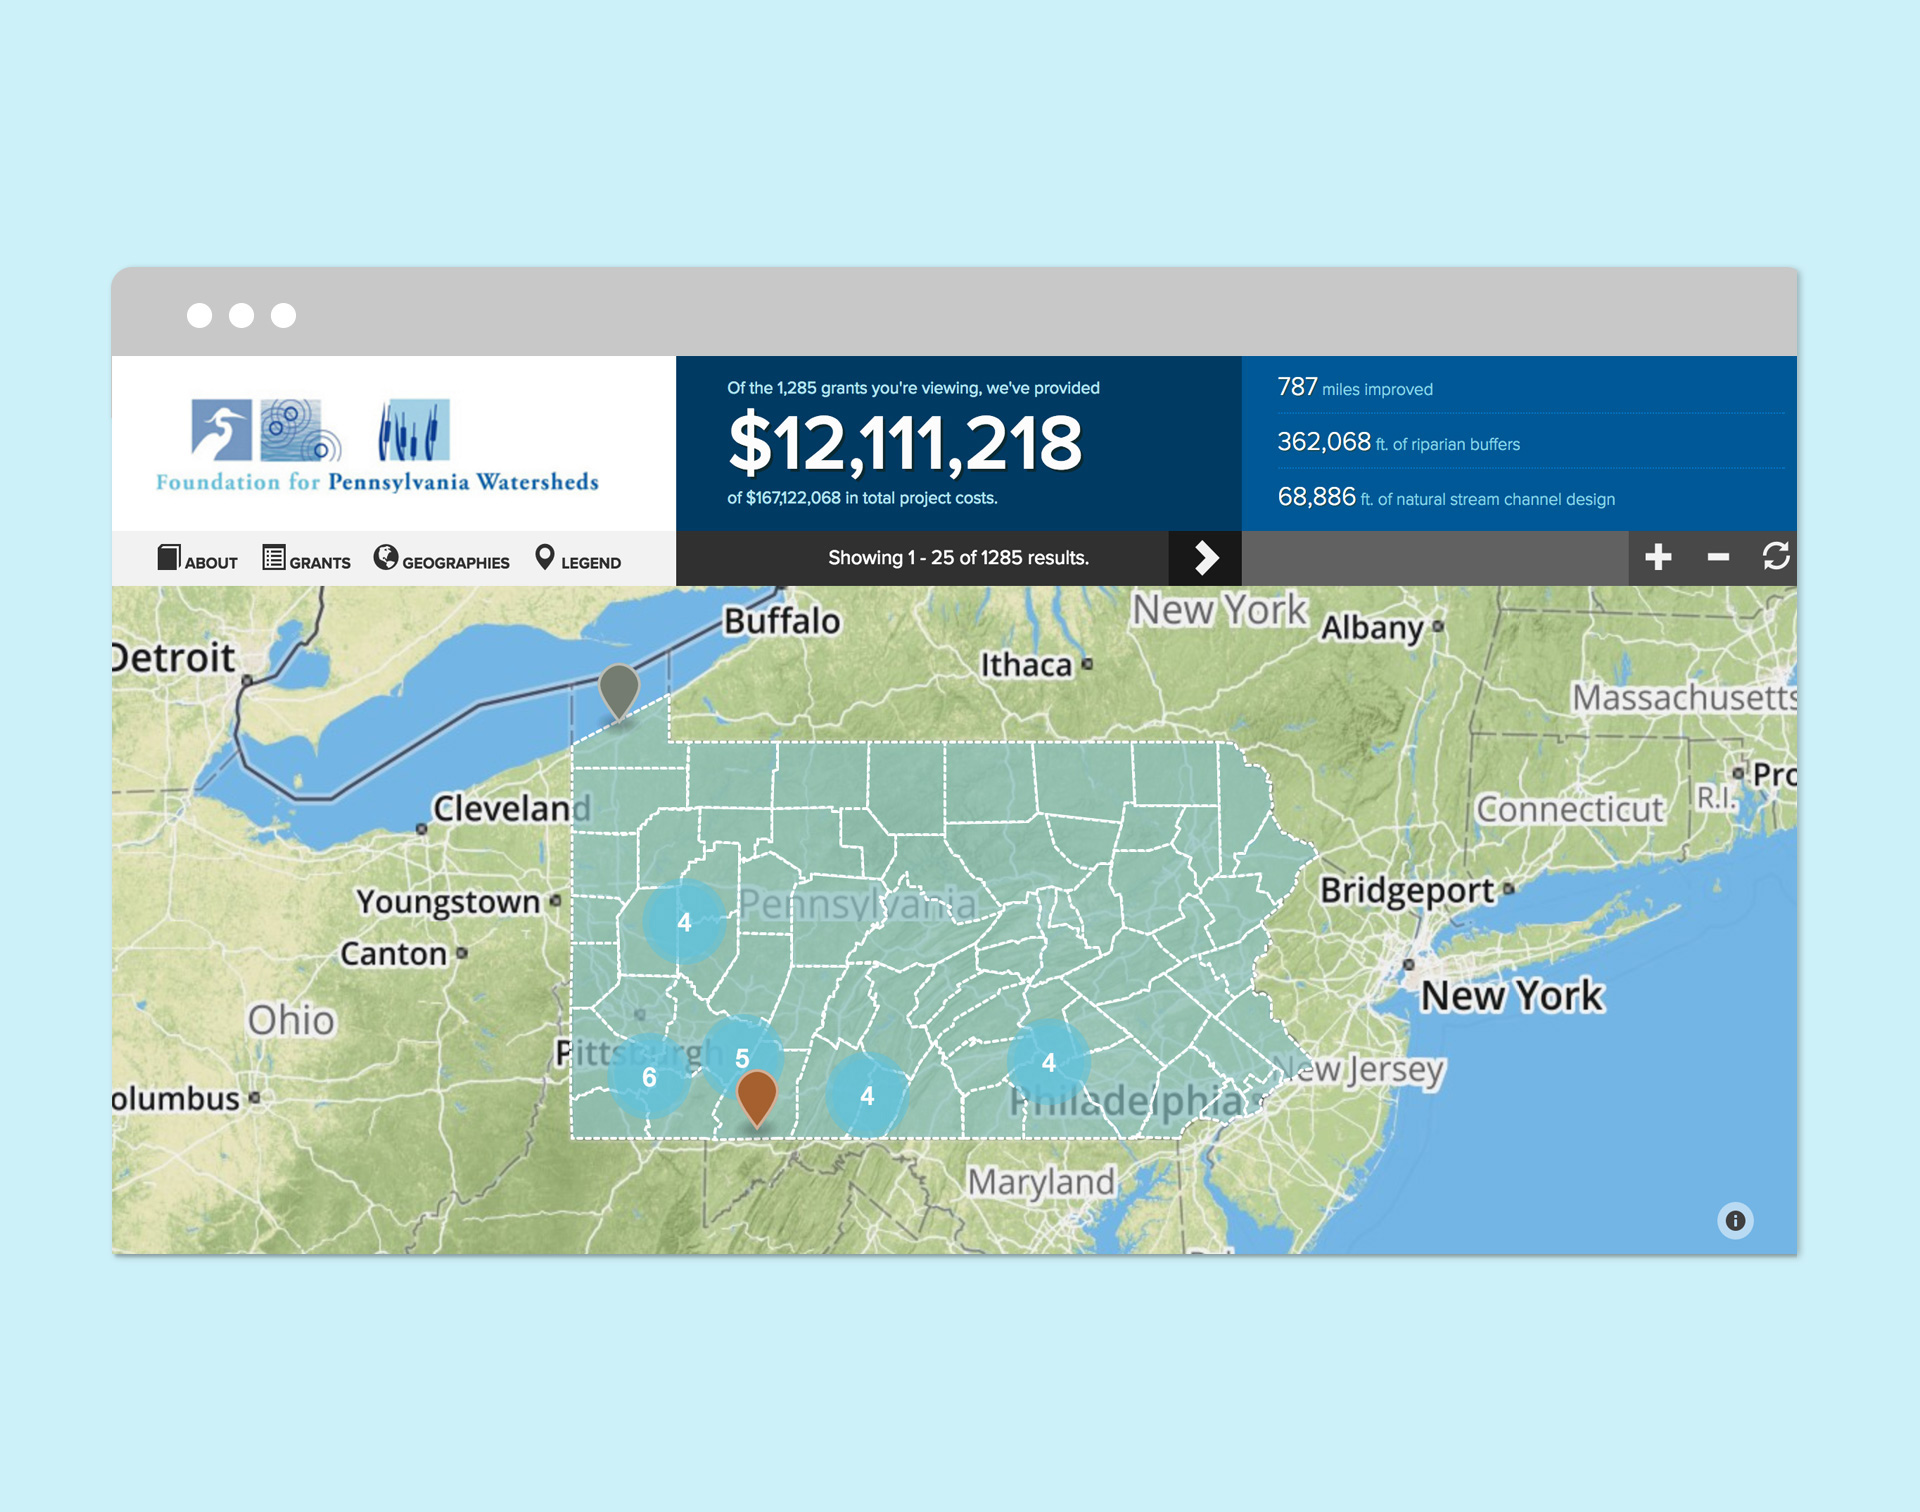 Foundation for Pennsylvania Watersheds
Of the 1,285 grants you're viewing, we've provided
$12,111,218
of $167,122,068 in total project costs.
787 miles improved
362,068 ft. of riparian buffers
68,886 ft. of natural stream channel design
ABOUT
GRANTS
GEOGRAPHIES
LEGEND
Showing 1 - 25 of 1285 results.
Buffalo
New York
Albany
Detroit
Ithaca
Massachusetts
Cleveland
Connecticut
R.I.
Pro
Youngstown
Pennsylvania
Bridgeport
4
Canton
New York
Ohio
Pittsburgh
5
6
4
4
New Jersey
olumbus
Philadelphia
Maryland